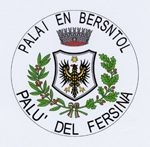 PALAI EN BERSNTOL
PALU' DEL FERSINA